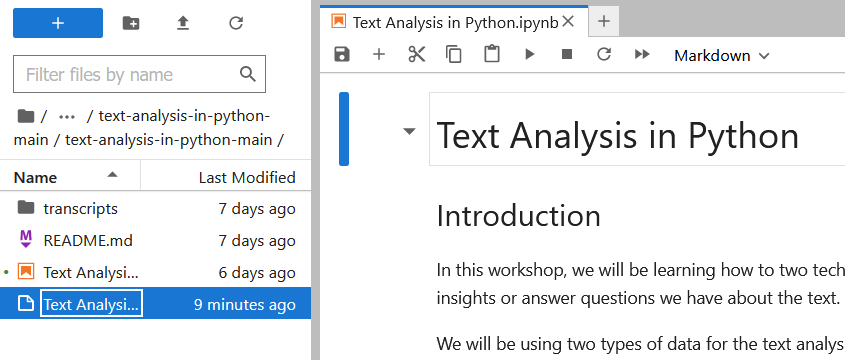 Filter files by name
/ ··· / text-analysis-in-python-
main / text-analysis-in-python-main /
Name Last Modified
transcripts 7 days ago
README.md 7 days ago
Text Analysi... 6 days ago
Text Analysi... 9 minutes ago
Text Analysis in Python.ipynb
Markdown
Text Analysis in Python
Introduction
In this workshop, we will be learning how to two tech
insights or answer questions we have about the text.
We will be using two types of data for the text analys